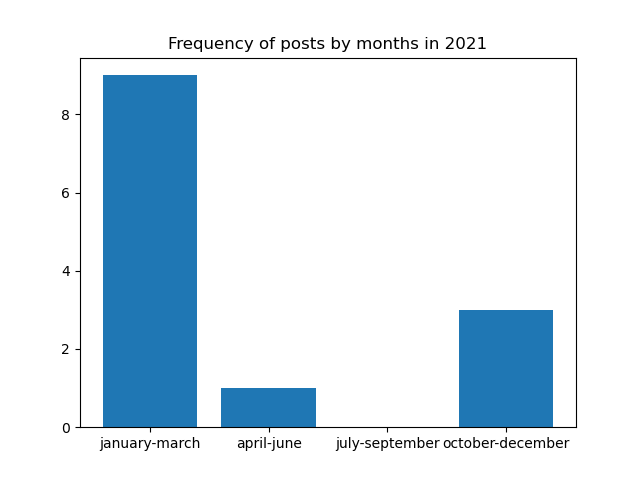 Frequency of posts by months in 2021
8
6
4
2
0
january-march april-june july-september october-december